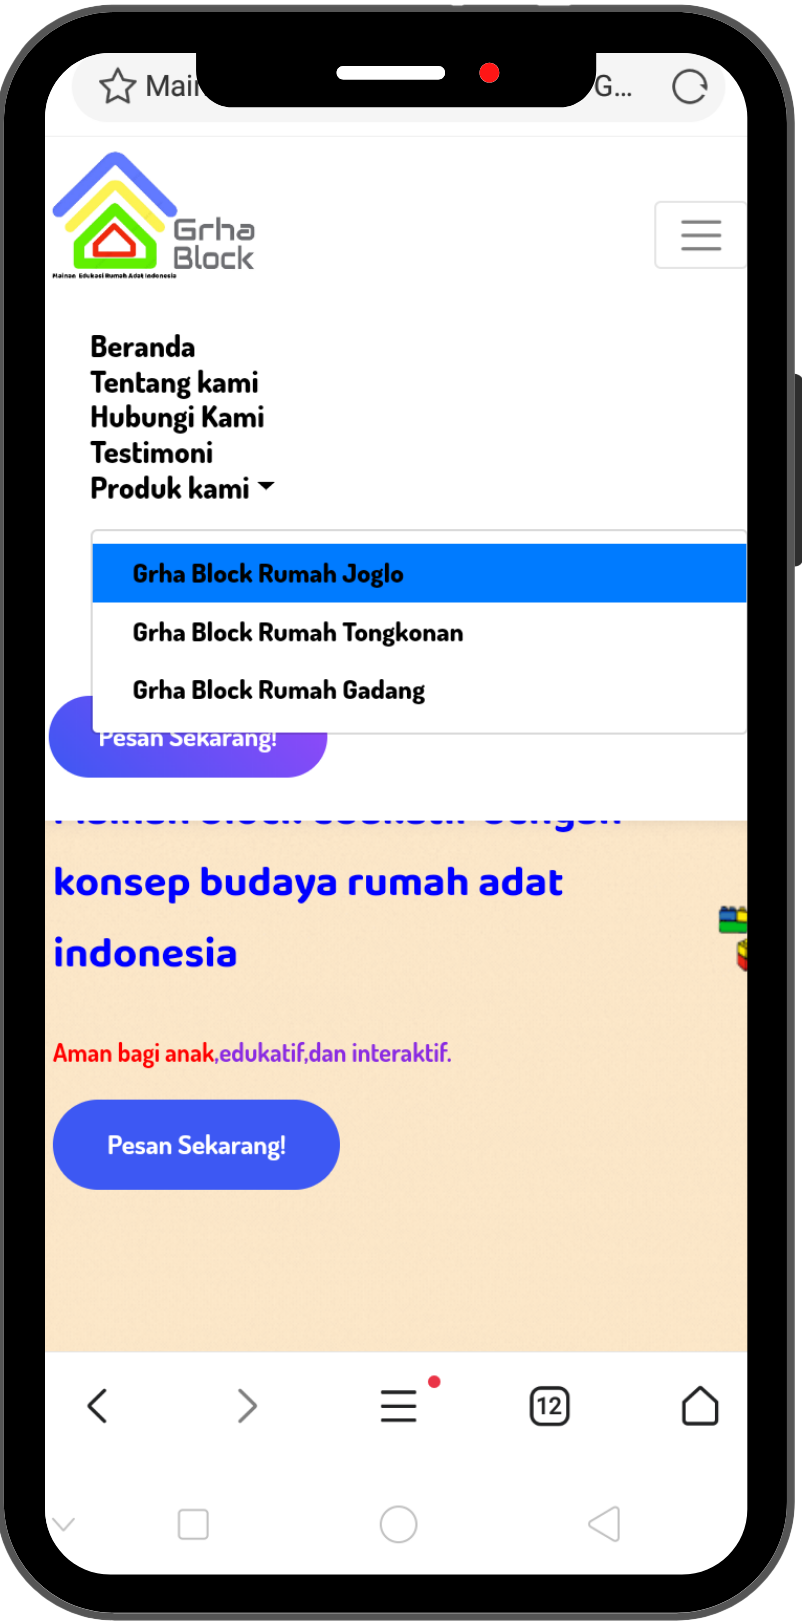 Mai
G...
Grha
Block
Mainan Edukasi Rumah Adat indonesia
Beranda
Tentang kami
Hubungi Kami
Testimoni
Produk kami
Grha Block Rumah Joglo
Grha Block Rumah Tongkonan
Grha Block Rumah Gadang
Pesan Sekarang!
konsep budaya rumah adat
indonesia
Aman bagi anak,edukatif,dan interaktif.
Pesan Sekarang!
12